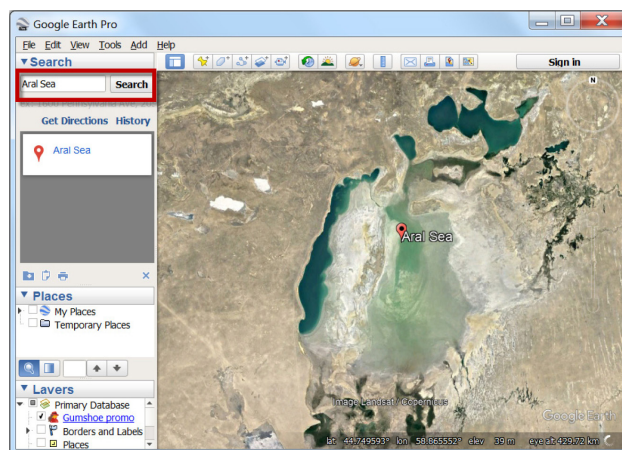 Google Earth Pro
File Edit View Tools Add Help
Search
Sign in
Aral Sea
Search
Get Directions History
Aral Sea
Places
My Places
Temporary Places
Layers
Primary Database
Gumshoe promo
Borders and Labels
Places
N
Aral Sea
Image Landsat / Copernicus
Google Earth
lat 44.749593° lon 58.865552° elev 39 m eye alt 429.72 km